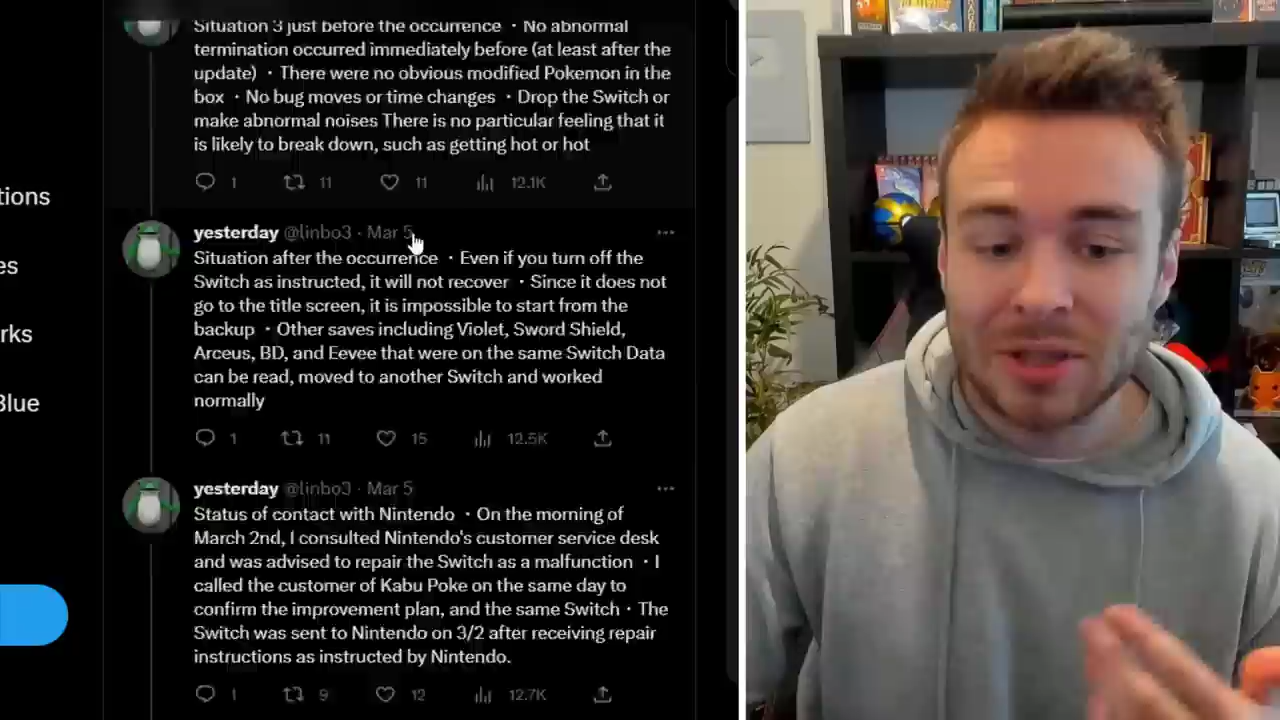 Situation 3 just before the occurrence ・No abnormal
termination occurred immediately before (at least after the
update) ・There were no obvious modified Pokemon in the
box ・No bug moves or time changes ・Drop the Switch or
make abnormal noises There is no particular feeling that it
is likely to break down, such as getting hot or hot
1 11 11 12.1K
tions
yesterday @linbo3 · Mar 5
Situation after the occurrence ・Even if you turn off the
Switch as instructed, it will not recover ・Since it does not
go to the title screen, it is impossible to start from the
backup ・Other saves including Violet, Sword Shield,
Arceus, BD, and Eevee that were on the same Switch Data
can be read, moved to another Switch and worked
normally
es
rks
Blue
1 11 15 12.5K
yesterday @linbo3 · Mar 5
Status of contact with Nintendo ・On the morning of
March 2nd, I consulted Nintendo's customer service desk
and was advised to repair the Switch as a malfunction ・I
called the customer of Kabu Poke on the same day to
confirm the improvement plan, and the same Switch・The
Switch was sent to Nintendo on 3/2 after receiving repair
instructions as instructed by Nintendo.
1 9 12 12.7K